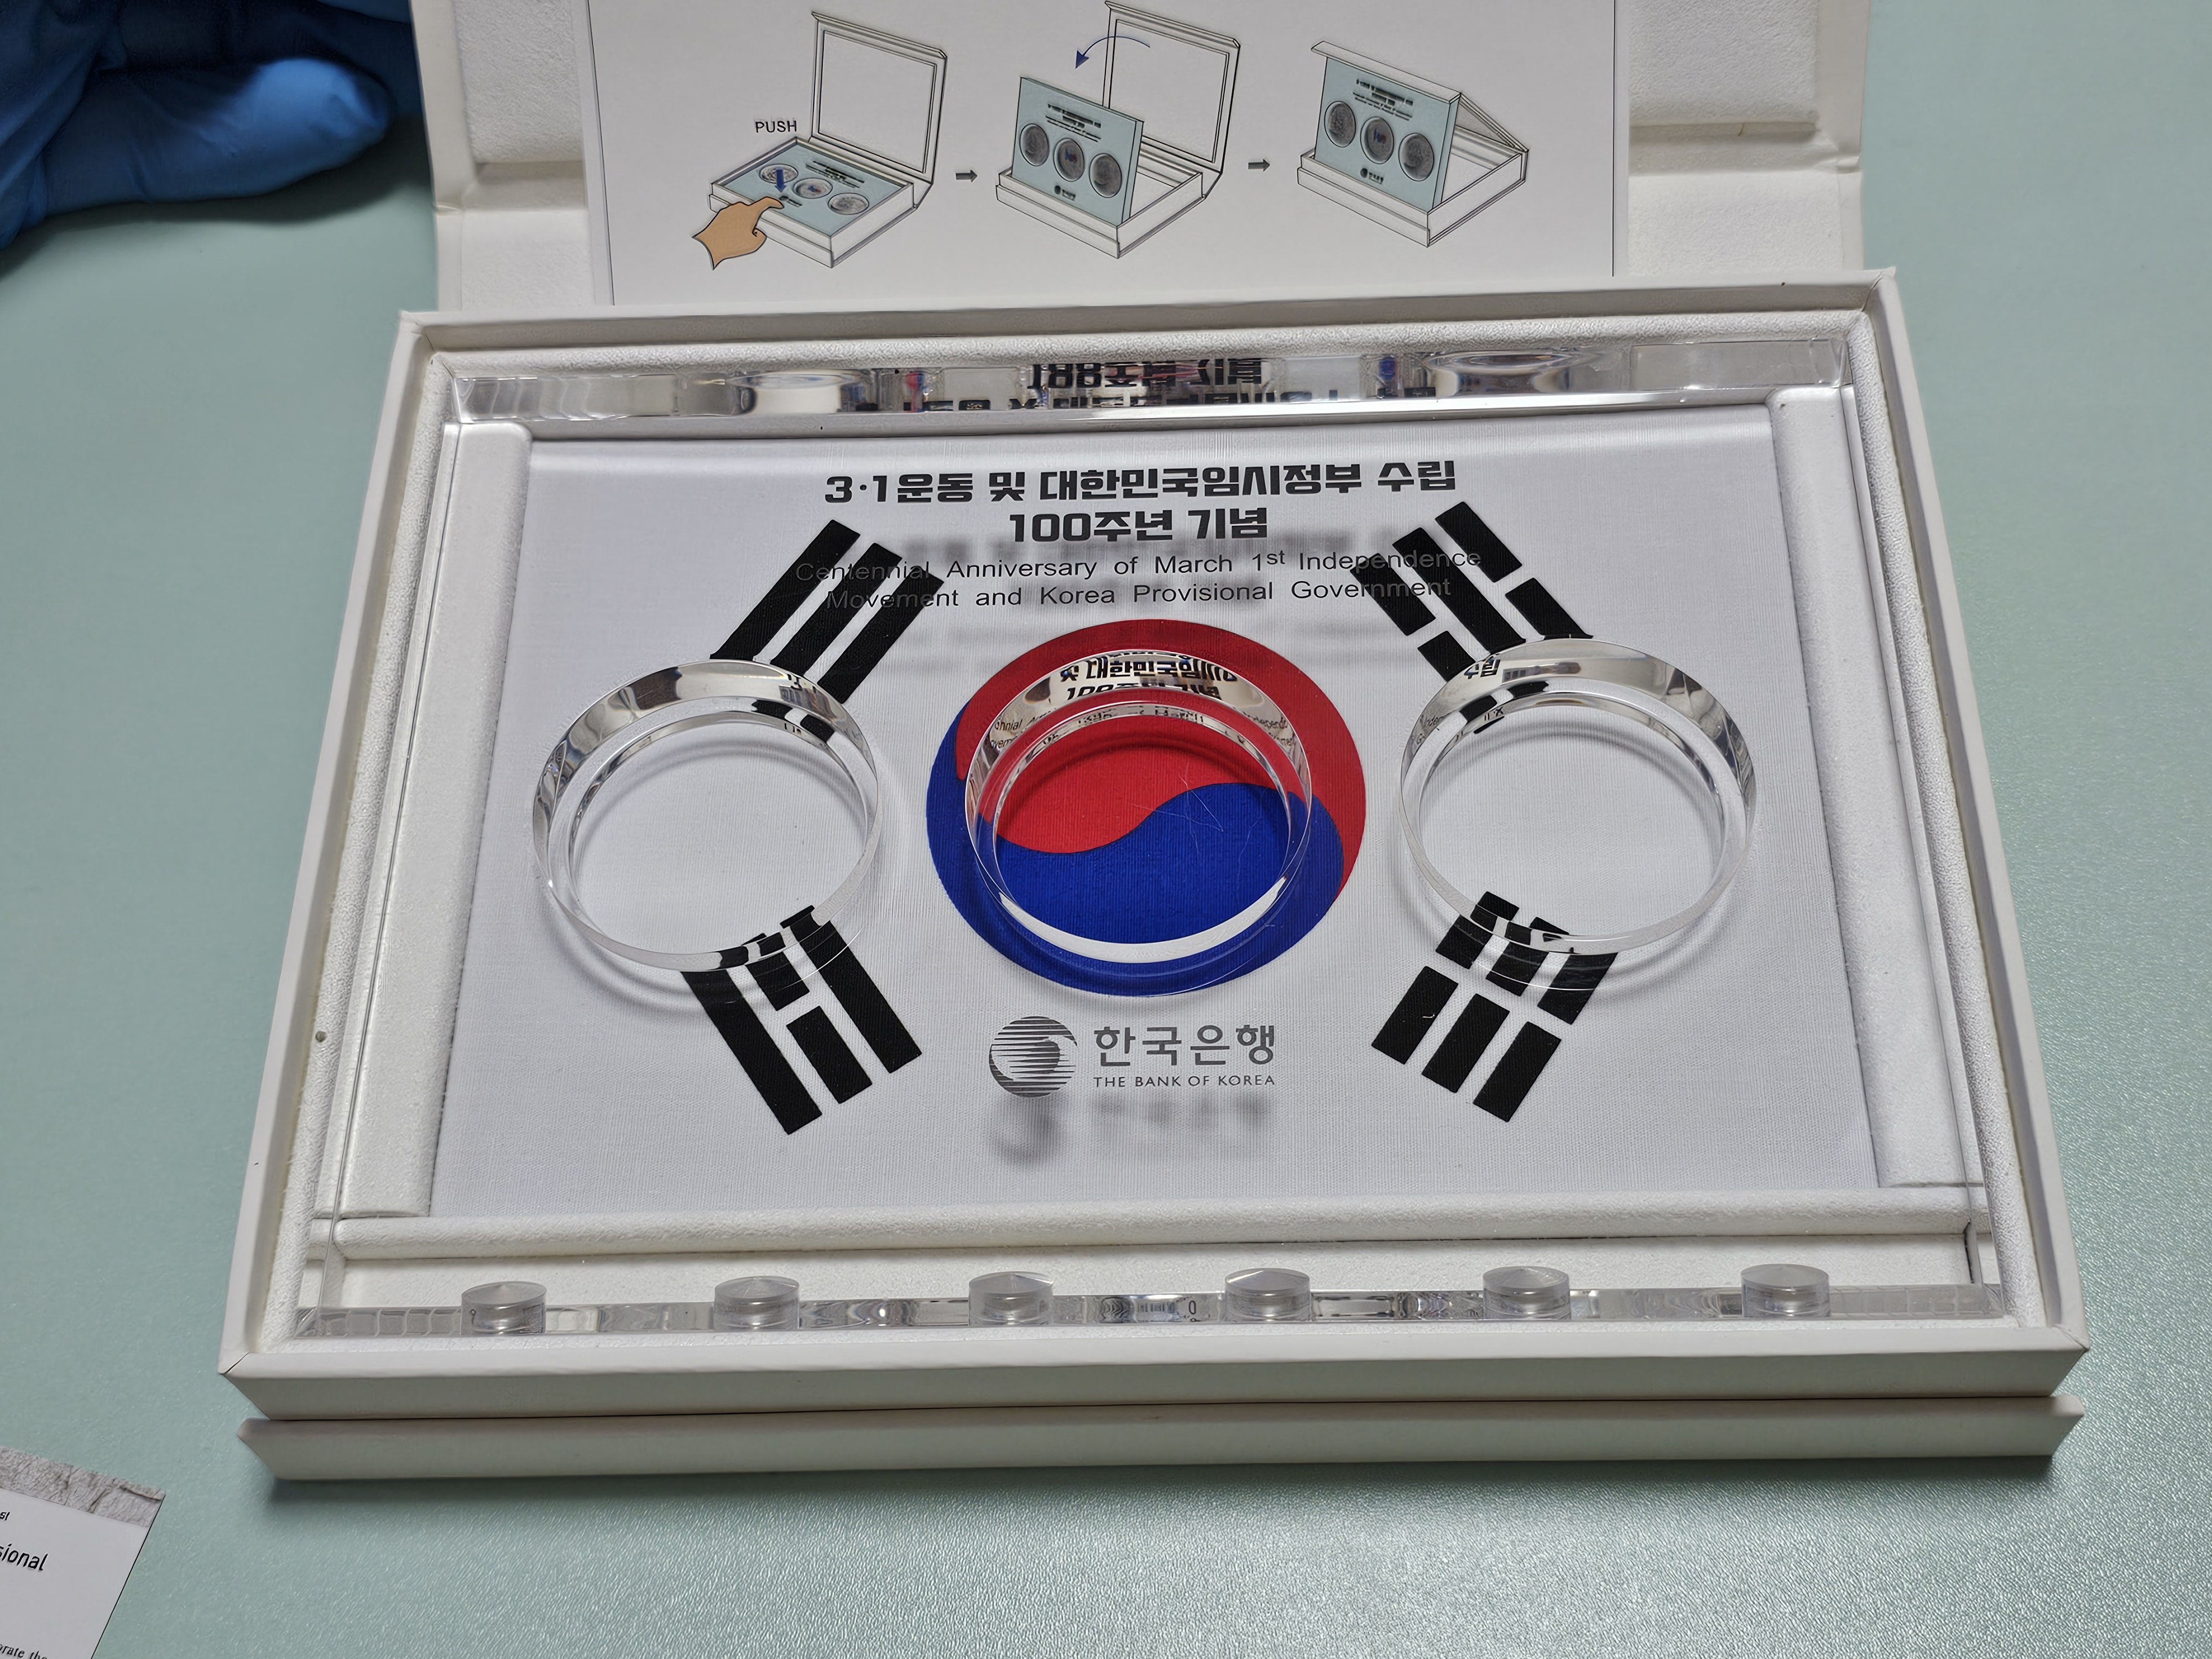 PUSH
3·1운동 및 대한민국임시정부 수립
100주년 기념
Centennial Anniversary of March 1st Independence
Movement and Korea Provisional Government
한국은행
THE BANK OF KOREA